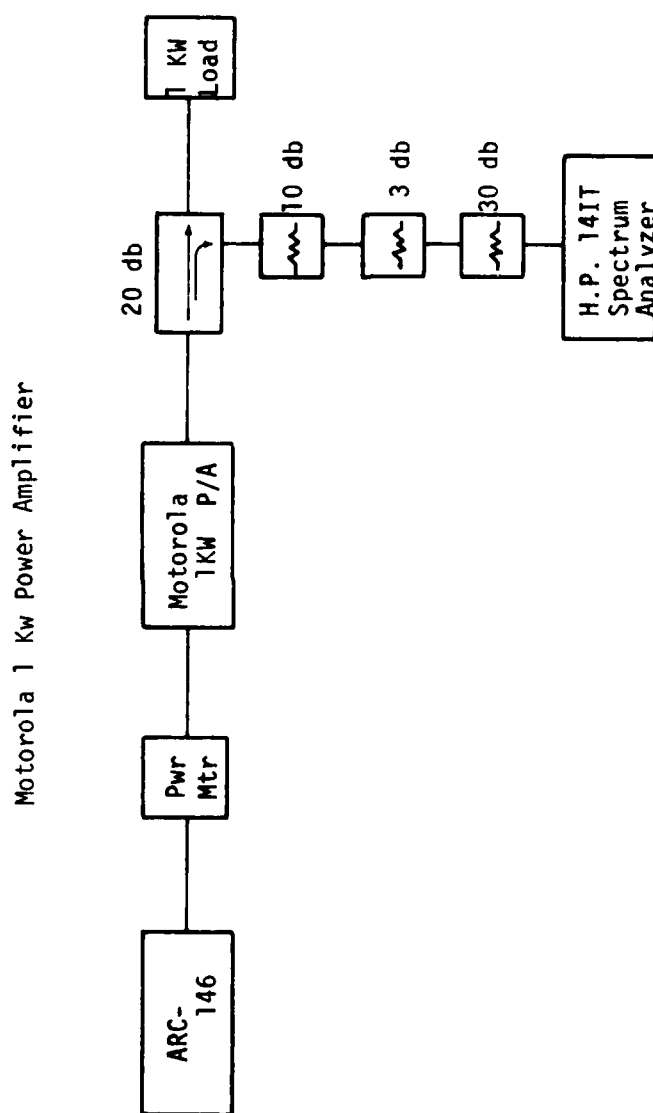 Motorola 1 Kw Power Amplifier
ARC-
146
Pwr
Mtr
Motorola
1KW P/A
20 db
1 KW
Load
10 db
3 db
30 db
H.P. 141T
Spectrum
Analyzer